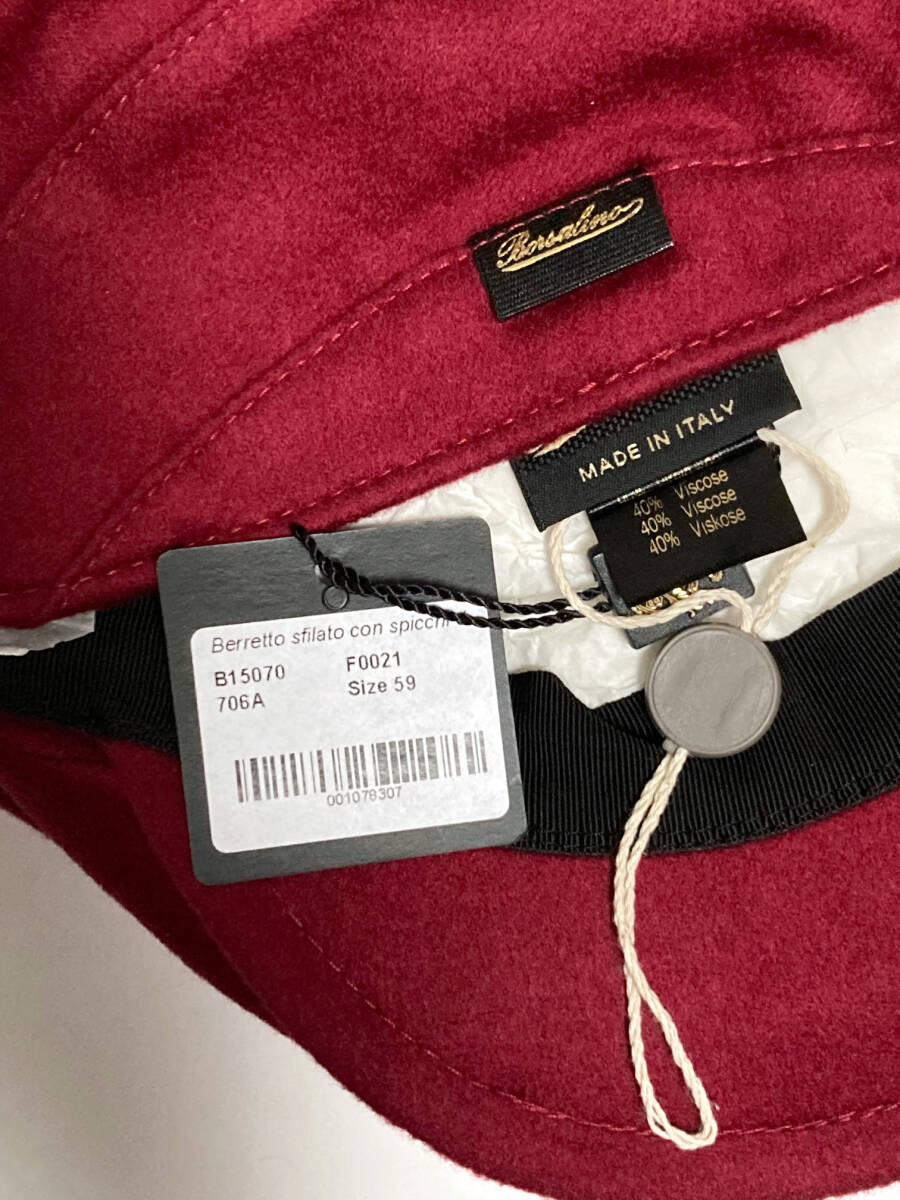 Borsalino
MADE IN ITALY
40% Viscose
40% Viscose
40% Viskose
Berretto sfilato con spicchi
B15070 F0021
706A Size 59
001078307